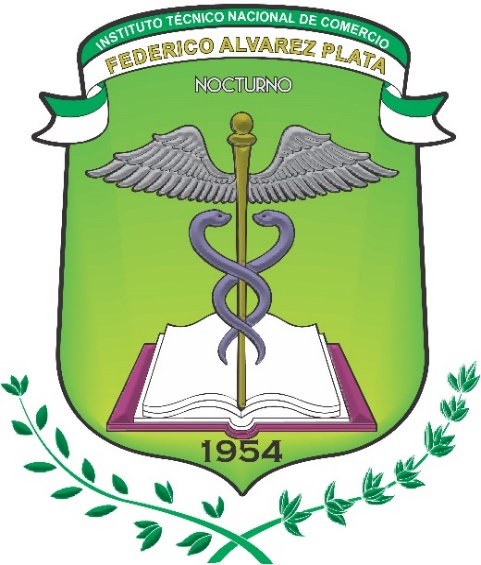 INSTITUTO TÉCNICO NACIONAL DE COMERCIO
FEDERICO ALVAREZ PLATA
NOCTURNO
1954